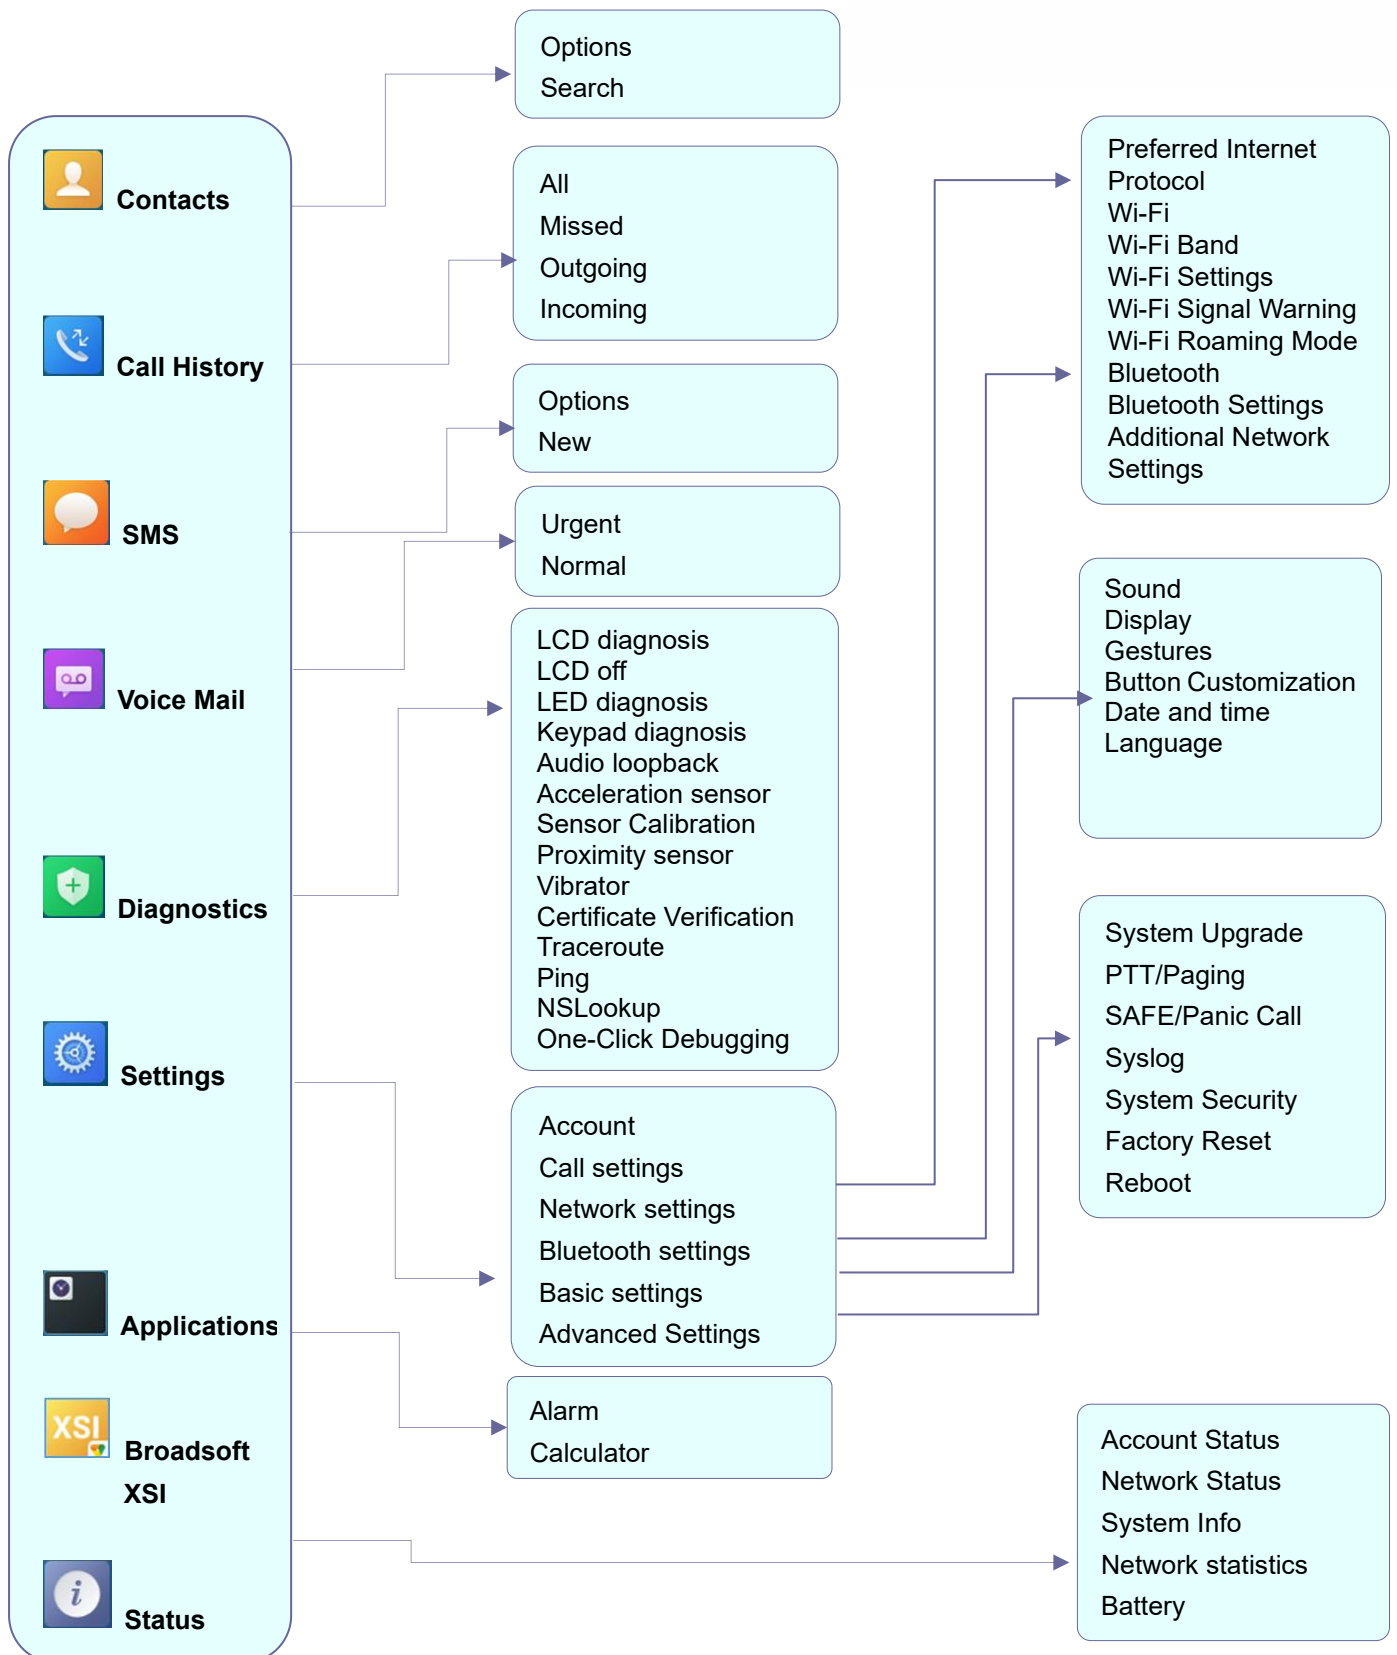 Contacts
Call History
SMS
Voice Mail
Diagnostics
Settings
Applications
XSI
Broadsoft
XSI
i
Status
Options
Search
All
Missed
Outgoing
Incoming
Options
New
Urgent
Normal
LCD diagnosis
LCD off
LED diagnosis
Keypad diagnosis
Audio loopback
Acceleration sensor
Sensor Calibration
Proximity sensor
Vibrator
Certificate Verification
Traceroute
Ping
NSLookup
One-Click Debugging
Account
Call settings
Network settings
Bluetooth settings
Basic settings
Advanced Settings
Alarm
Calculator
Preferred Internet
Protocol
Wi-Fi
Wi-Fi Band
Wi-Fi Settings
Wi-Fi Signal Warning
Wi-Fi Roaming Mode
Bluetooth
Bluetooth Settings
Additional Network
Settings
Sound
Display
Gestures
Button Customization
Date and time
Language
System Upgrade
PTT/Paging
SAFE/Panic Call
Syslog
System Security
Factory Reset
Reboot
Account Status
Network Status
System Info
Network statistics
Battery